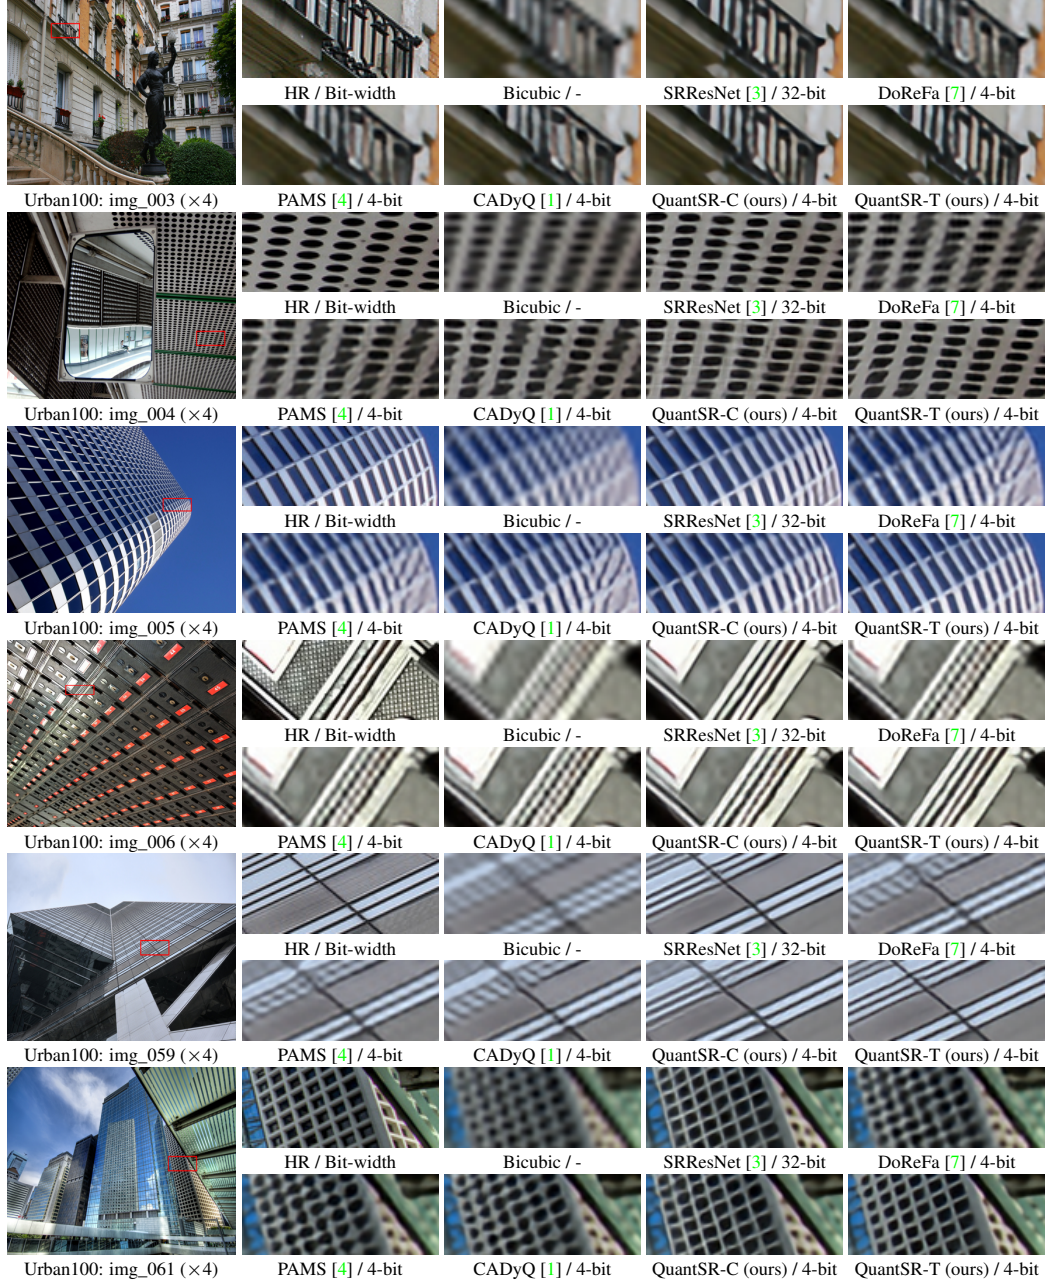 HR / Bit-width Bicubic / - SRResNet [3] / 32-bit DoReFa [7] / 4-bit
Urban100: img_003 (×4) PAMS [4] / 4-bit CADyQ [1] / 4-bit QuantSR-C (ours) / 4-bit QuantSR-T (ours) / 4-bit
HR / Bit-width Bicubic / - SRResNet [3] / 32-bit DoReFa [7] / 4-bit
Urban100: img_004 (×4) PAMS [4] / 4-bit CADyQ [1] / 4-bit QuantSR-C (ours) / 4-bit QuantSR-T (ours) / 4-bit
HR / Bit-width Bicubic / - SRResNet [3] / 32-bit DoReFa [7] / 4-bit
Urban100: img_005 (×4) PAMS [4] / 4-bit CADyQ [1] / 4-bit QuantSR-C (ours) / 4-bit QuantSR-T (ours) / 4-bit
HR / Bit-width Bicubic / - SRResNet [3] / 32-bit DoReFa [7] / 4-bit
Urban100: img_006 (×4) PAMS [4] / 4-bit CADyQ [1] / 4-bit QuantSR-C (ours) / 4-bit QuantSR-T (ours) / 4-bit
HR / Bit-width Bicubic / - SRResNet [3] / 32-bit DoReFa [7] / 4-bit
Urban100: img_059 (×4) PAMS [4] / 4-bit CADyQ [1] / 4-bit QuantSR-C (ours) / 4-bit QuantSR-T (ours) / 4-bit
HR / Bit-width Bicubic / - SRResNet [3] / 32-bit DoReFa [7] / 4-bit
Urban100: img_061 (×4) PAMS [4] / 4-bit CADyQ [1] / 4-bit QuantSR-C (ours) / 4-bit QuantSR-T (ours) / 4-bit